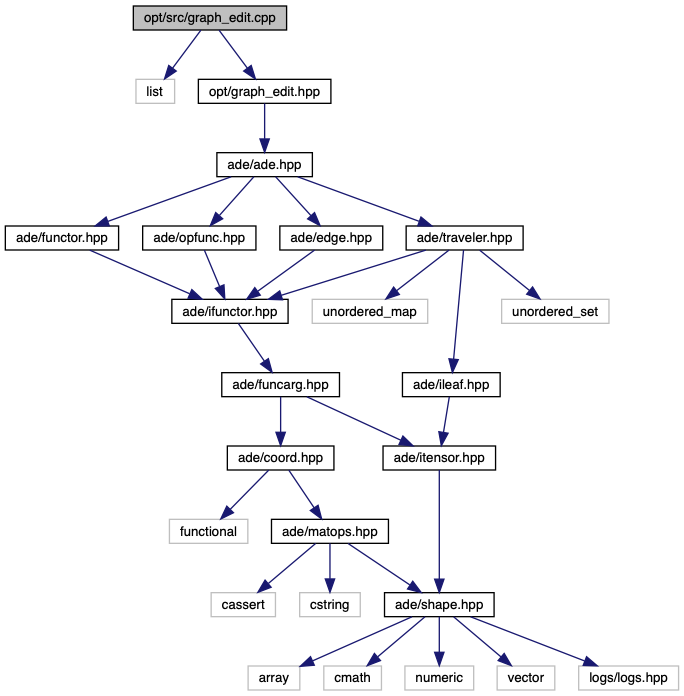 opt/src/graph_edit.cpp
list
opt/graph_edit.hpp
ade/ade.hpp
ade/functor.hpp
ade/opfunc.hpp
ade/edge.hpp
ade/traveler.hpp
ade/ifunctor.hpp
unordered_map
unordered_set
ade/funcarg.hpp
ade/ileaf.hpp
ade/coord.hpp
ade/itensor.hpp
functional
ade/matops.hpp
cassert
cstring
ade/shape.hpp
array
cmath
numeric
vector
logs/logs.hpp